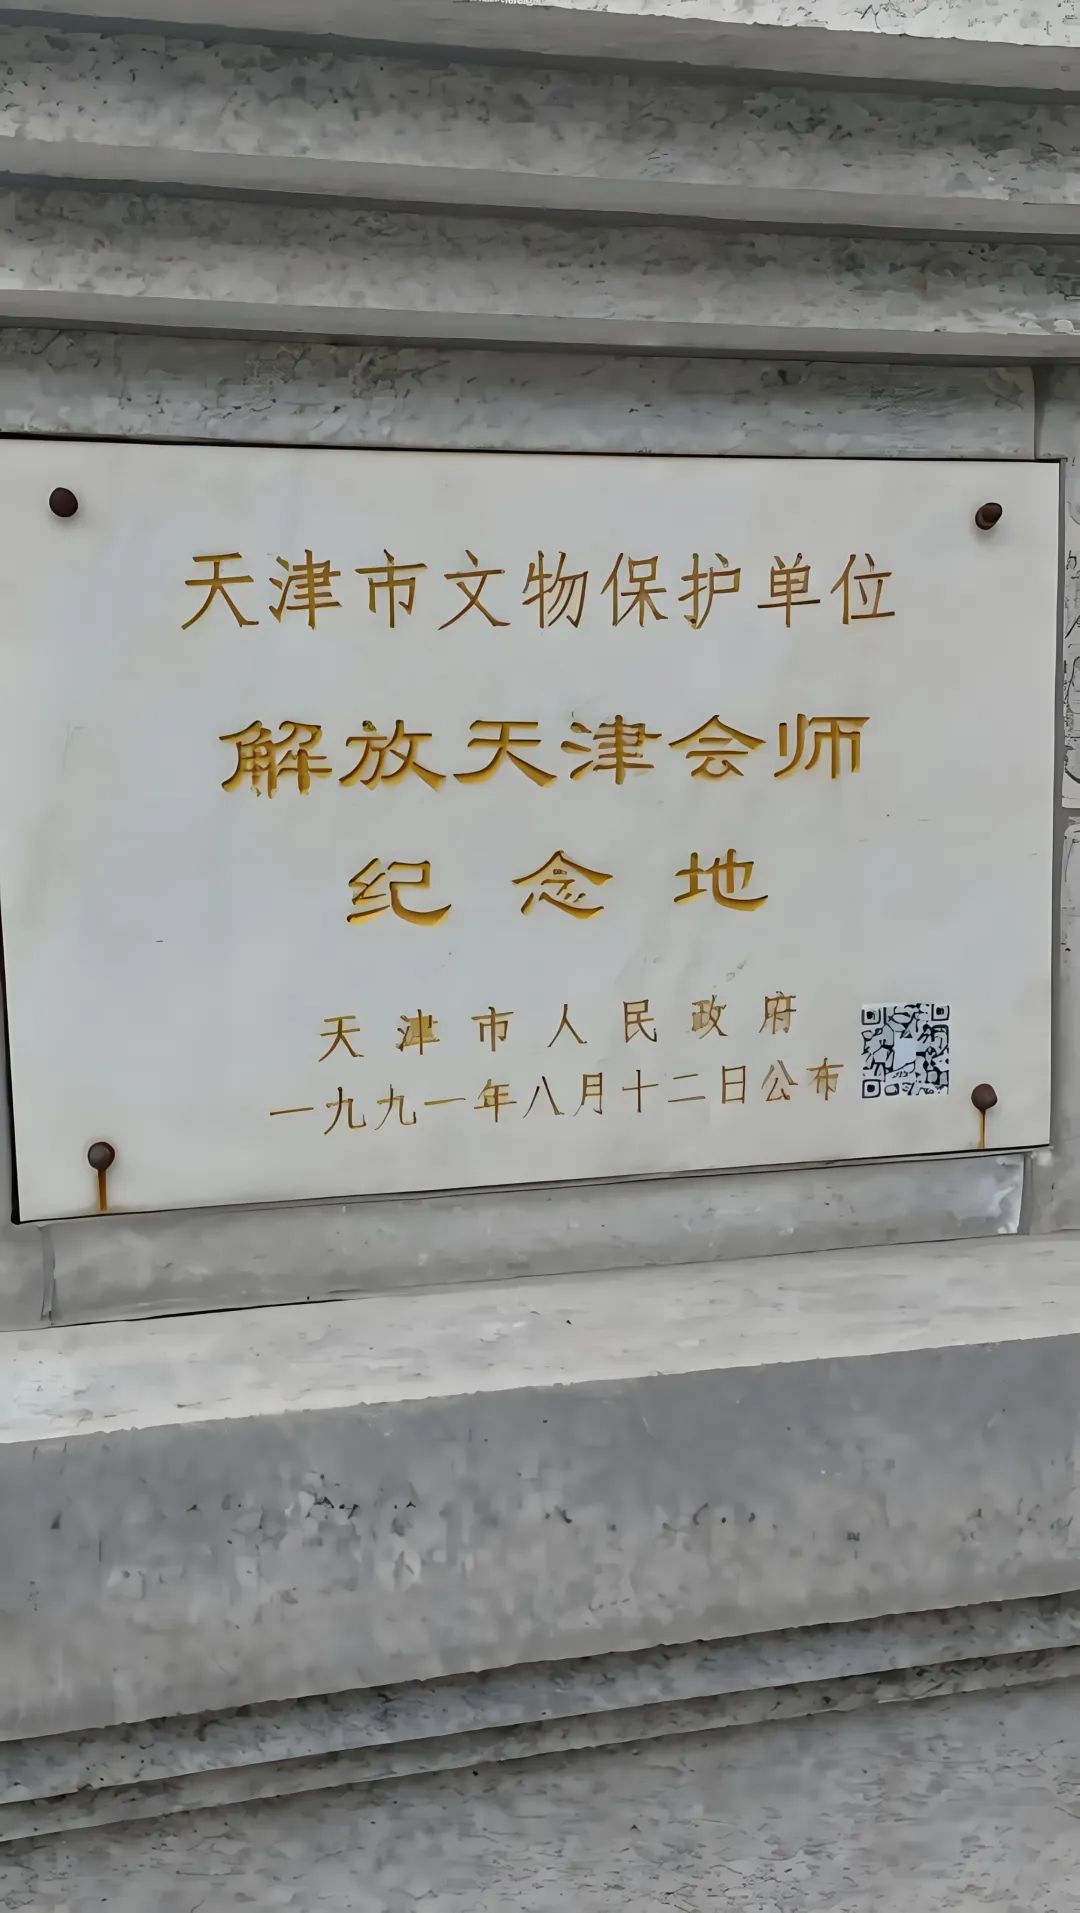 天津市文物保护单位
解放天津会师
纪念地
天津市人民政府
一九九一年八月十二日公布